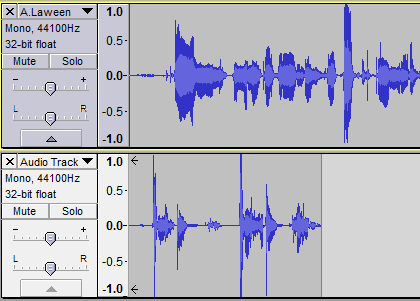 A.Laween
Mono, 44100Hz
32-bit float
Mute Solo
- +
L R
1.0
0.5
0.0
-0.5
-1.0
Audio Track
Mono, 44100Hz
32-bit float
Mute Solo
- +
L R
1.0
0.5
0.0
-0.5
-1.0